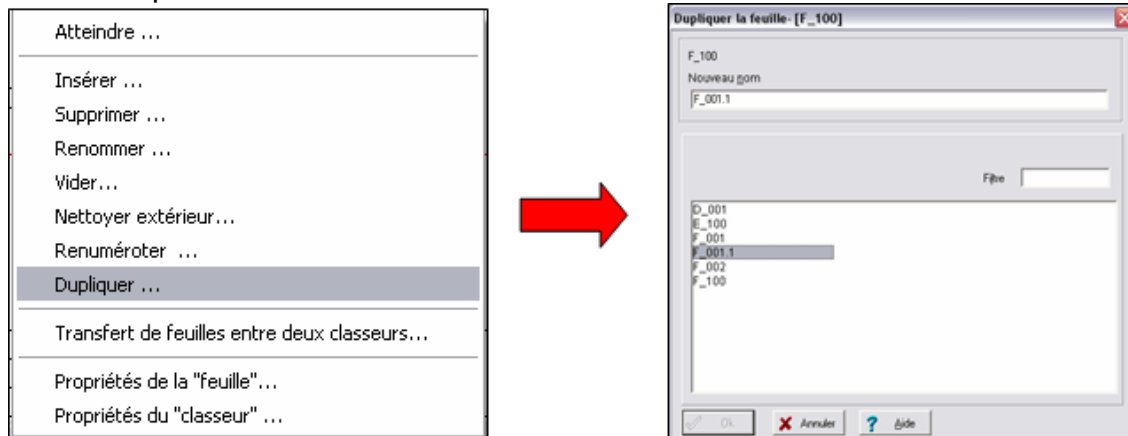 Atteindre ...
Insérer ...
Supprimer ...
Renommer ...
Vider...
Nettoyer extérieur...
Renuméroter ...
Dupliquer ...
Transfert de feuilles entre deux classeurs...
Propriétés de la "feuille"...
Propriétés du "classeur" ...
Dupliquer la feuille- [F_100]
F_100
Nouveau nom
F_001.1
Filtre
D_001
E_100
F_001
F_001.1
F_002
F_100
Ok
Annuler
? Aide